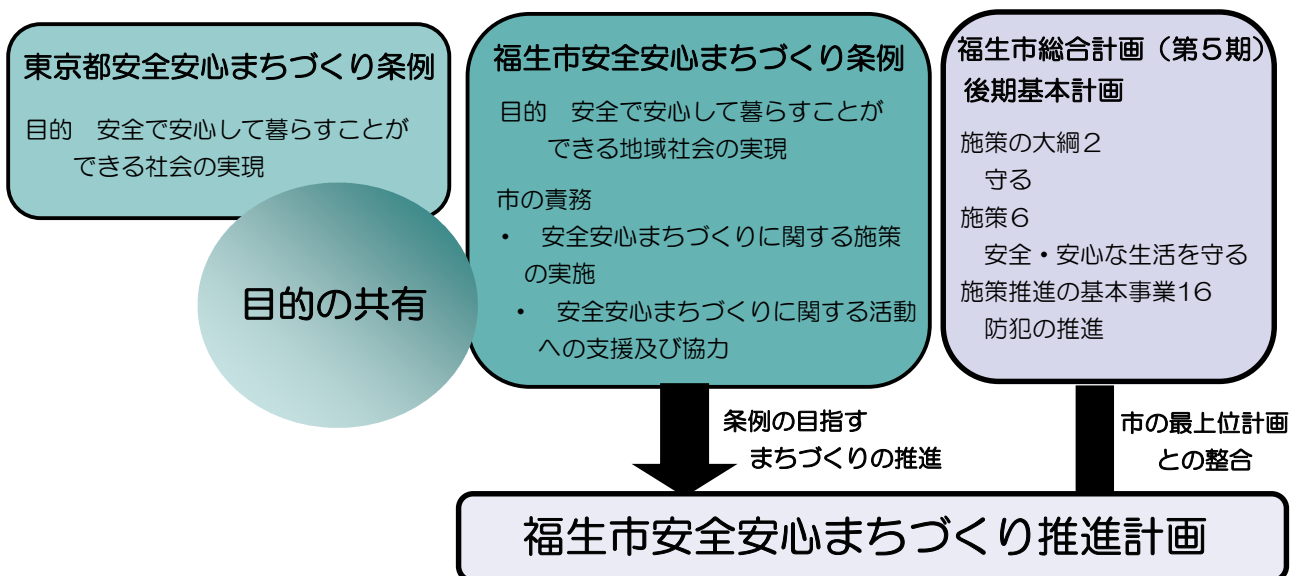 東京都安全安心まちづくり条例
目的　安全で安心して暮らすことが
できる社会の実現
目的の共有
福生市安全安心まちづくり条例
目的　安全で安心して暮らすことが
できる地域社会の実現
市の責務
・　安全安心まちづくりに関する施策
の実施
・　安全安心まちづくりに関する活動
への支援及び協力
福生市総合計画（第５期）
後期基本計画
施策の大綱２
守る
施策６
安全・安心な生活を守る
施策推進の基本事業16
防犯の推進
条例の目指す
まちづくりの推進
市の最上位計画
との整合
福生市安全安心まちづくり推進計画